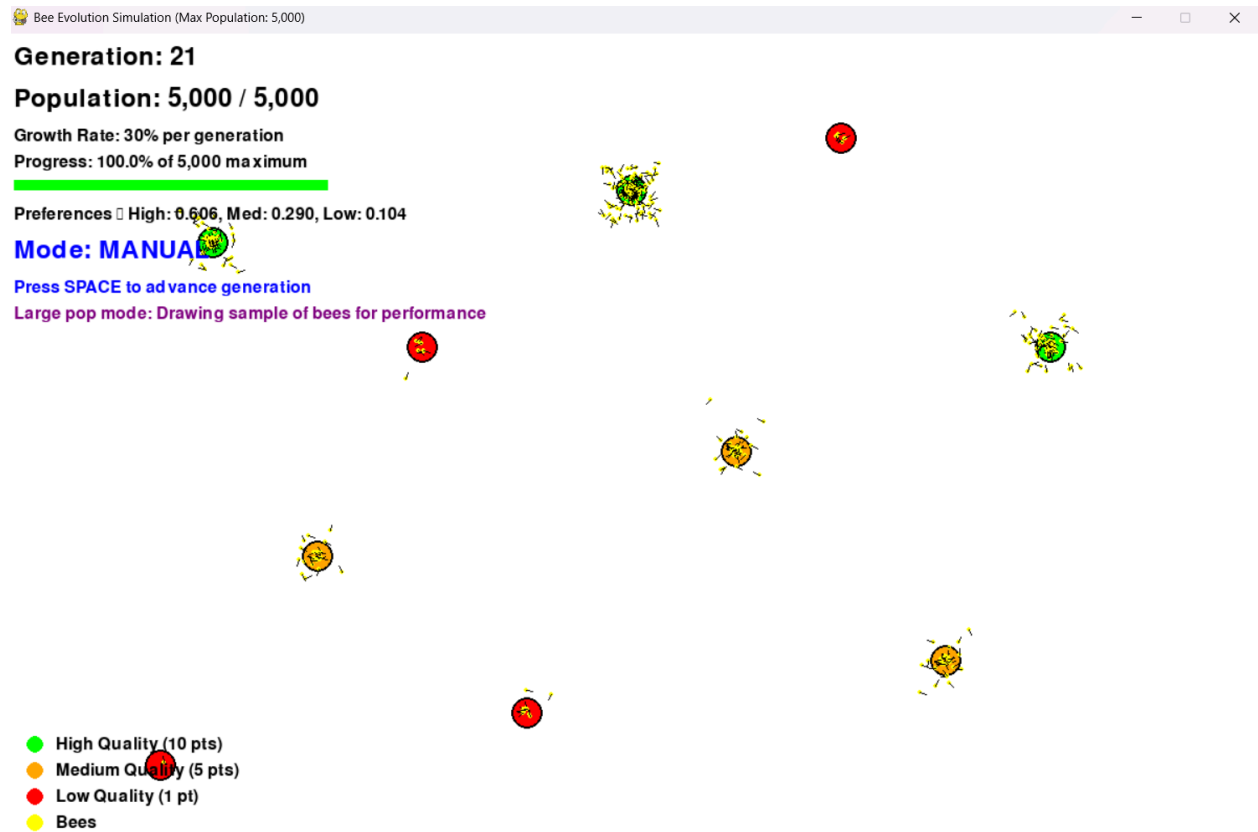 Bee Evolution Simulation (Max Population: 5,000)
Generation: 21
Population: 5,000 / 5,000
Growth Rate: 30% per generation
Progress: 100.0% of 5,000 maximum
Preferences ▯ High: 0.606, Med: 0.290, Low: 0.104
Mode: MANUAL
Press SPACE to advance generation
Large pop mode: Drawing sample of bees for performance
High Quality (10 pts)
Medium Quality (5 pts)
Low Quality (1 pt)
Bees